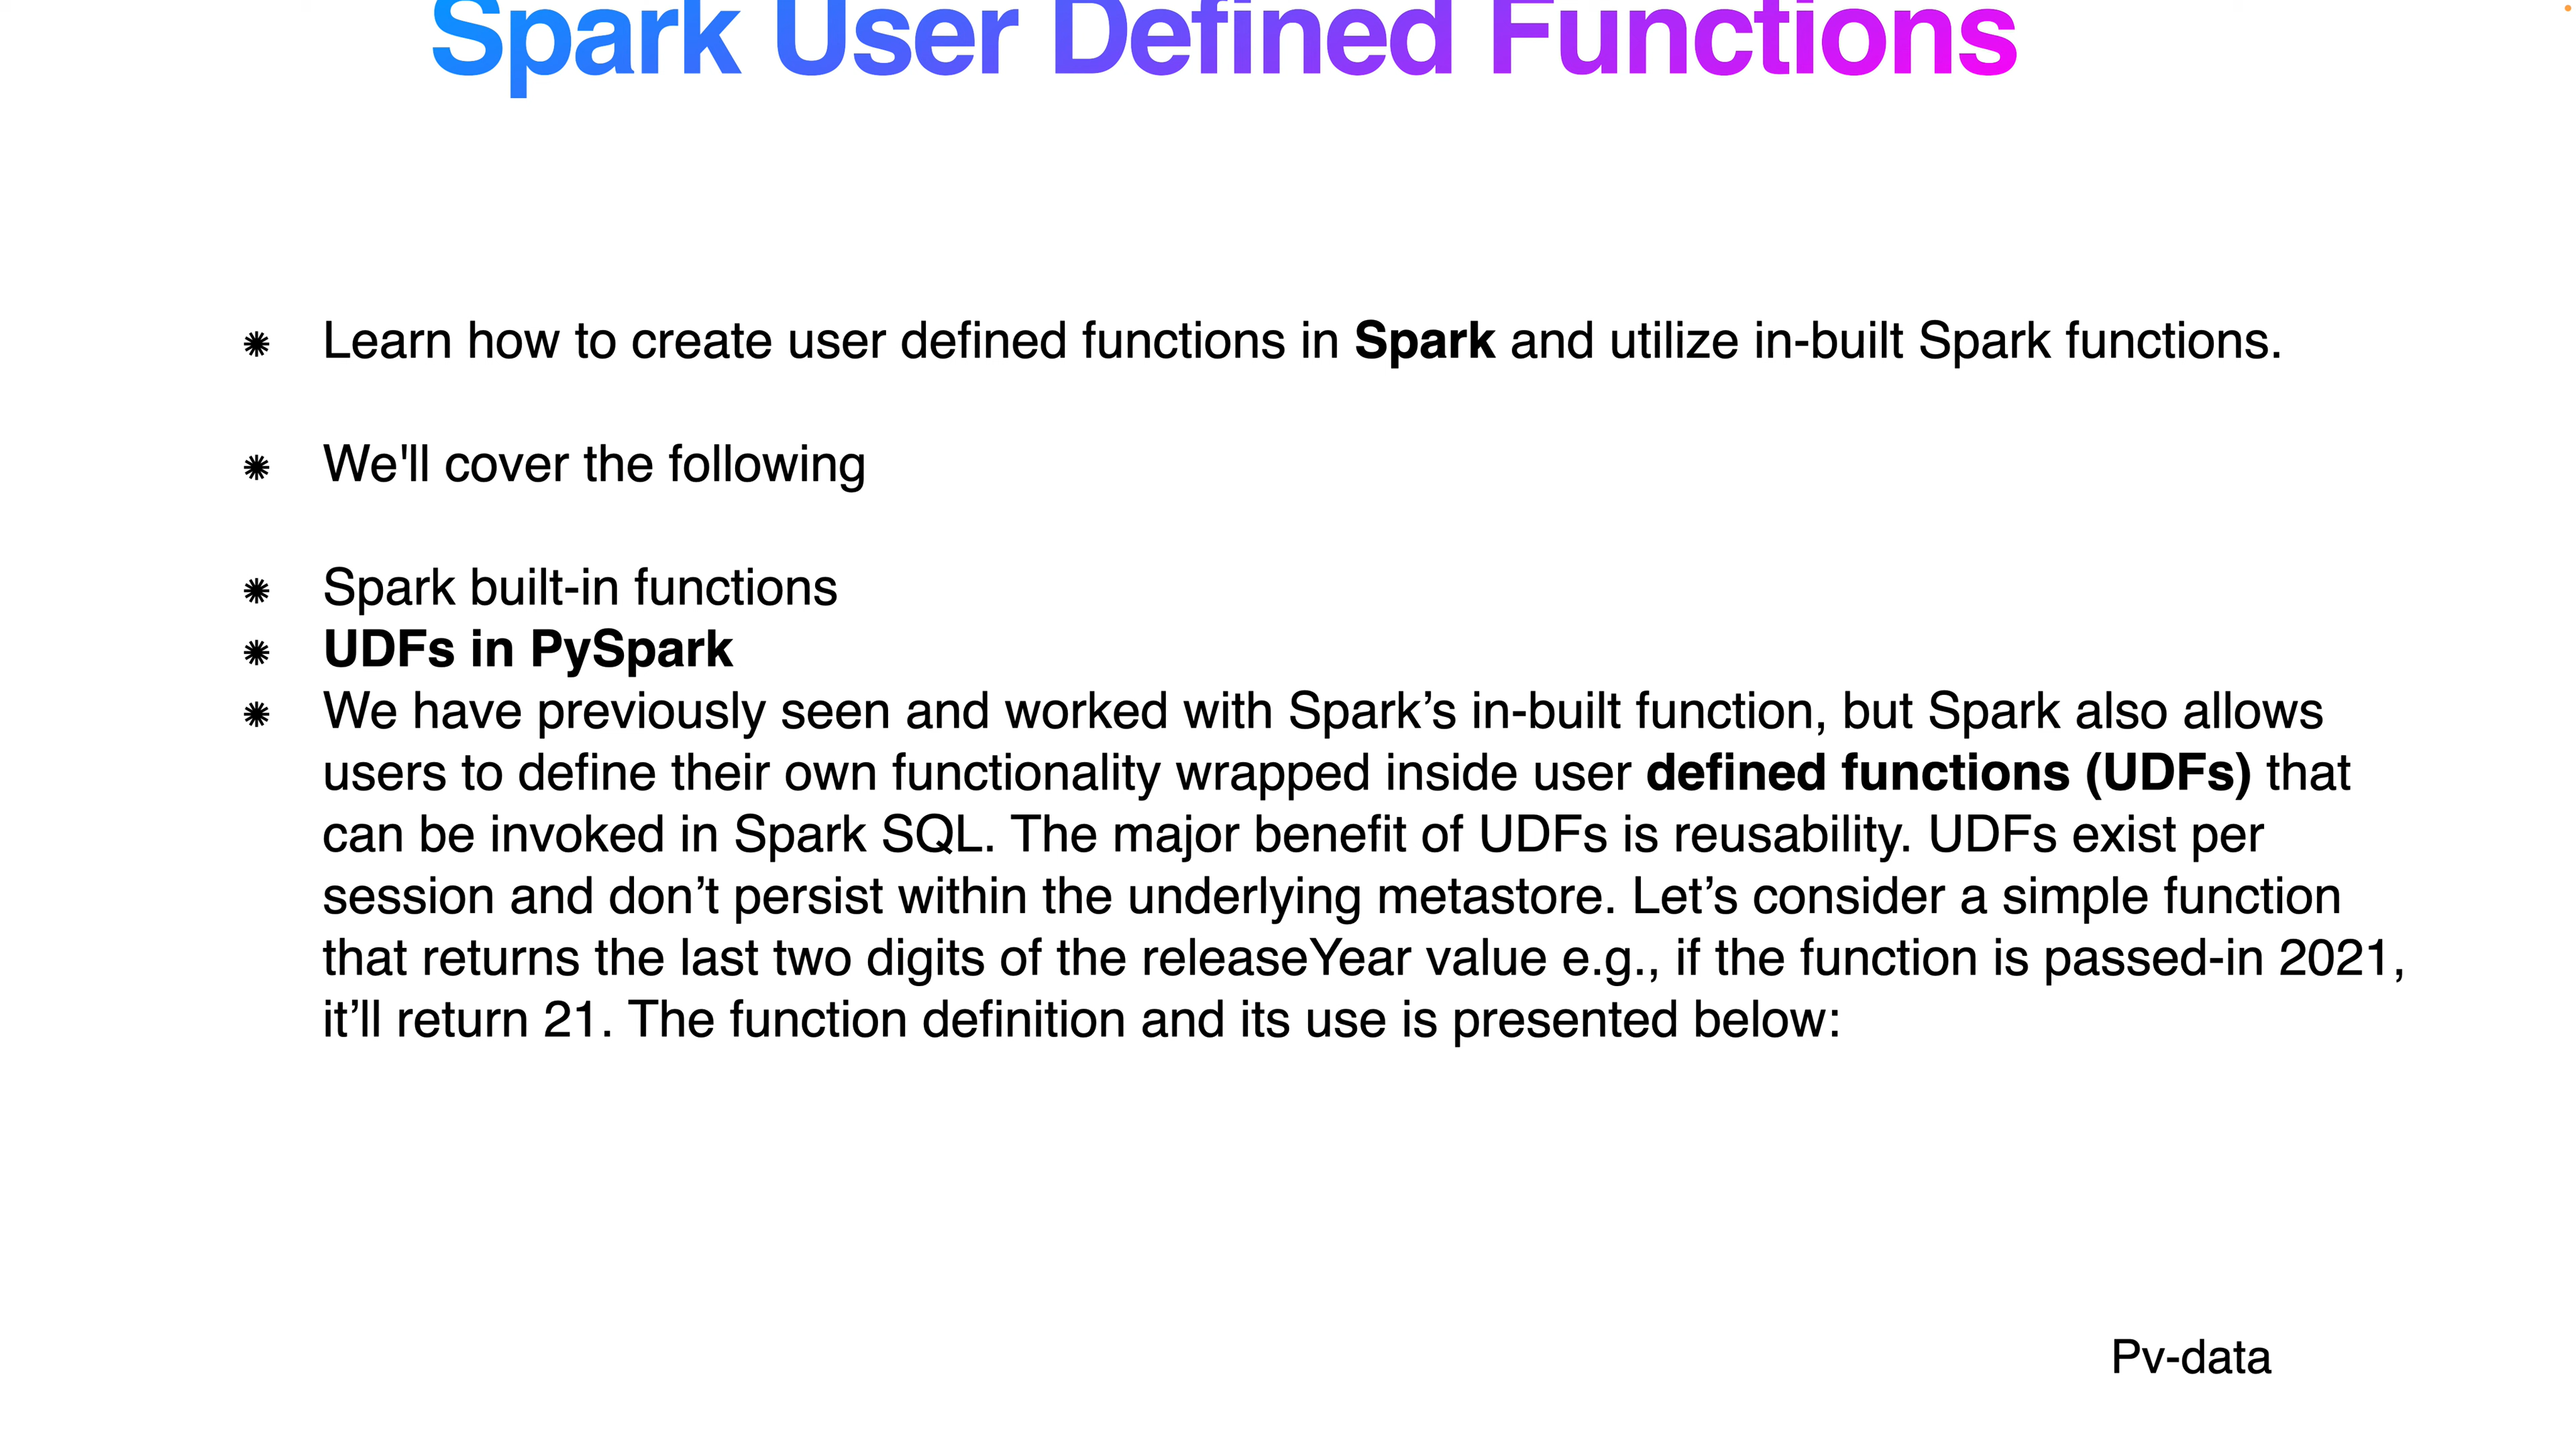 Spark User Defined Functions
Learn how to create user defined functions in Spark and utilize in-built Spark functions.
We'll cover the following
Spark built-in functions
UDFs in PySpark
We have previously seen and worked with Spark’s in-built function, but Spark also allows
users to define their own functionality wrapped inside user defined functions (UDFs) that
can be invoked in Spark SQL. The major benefit of UDFs is reusability. UDFs exist per
session and don’t persist within the underlying metastore. Let’s consider a simple function
that returns the last two digits of the releaseYear value e.g., if the function is passed-in 2021,
it’ll return 21. The function definition and its use is presented below:
Pv-data